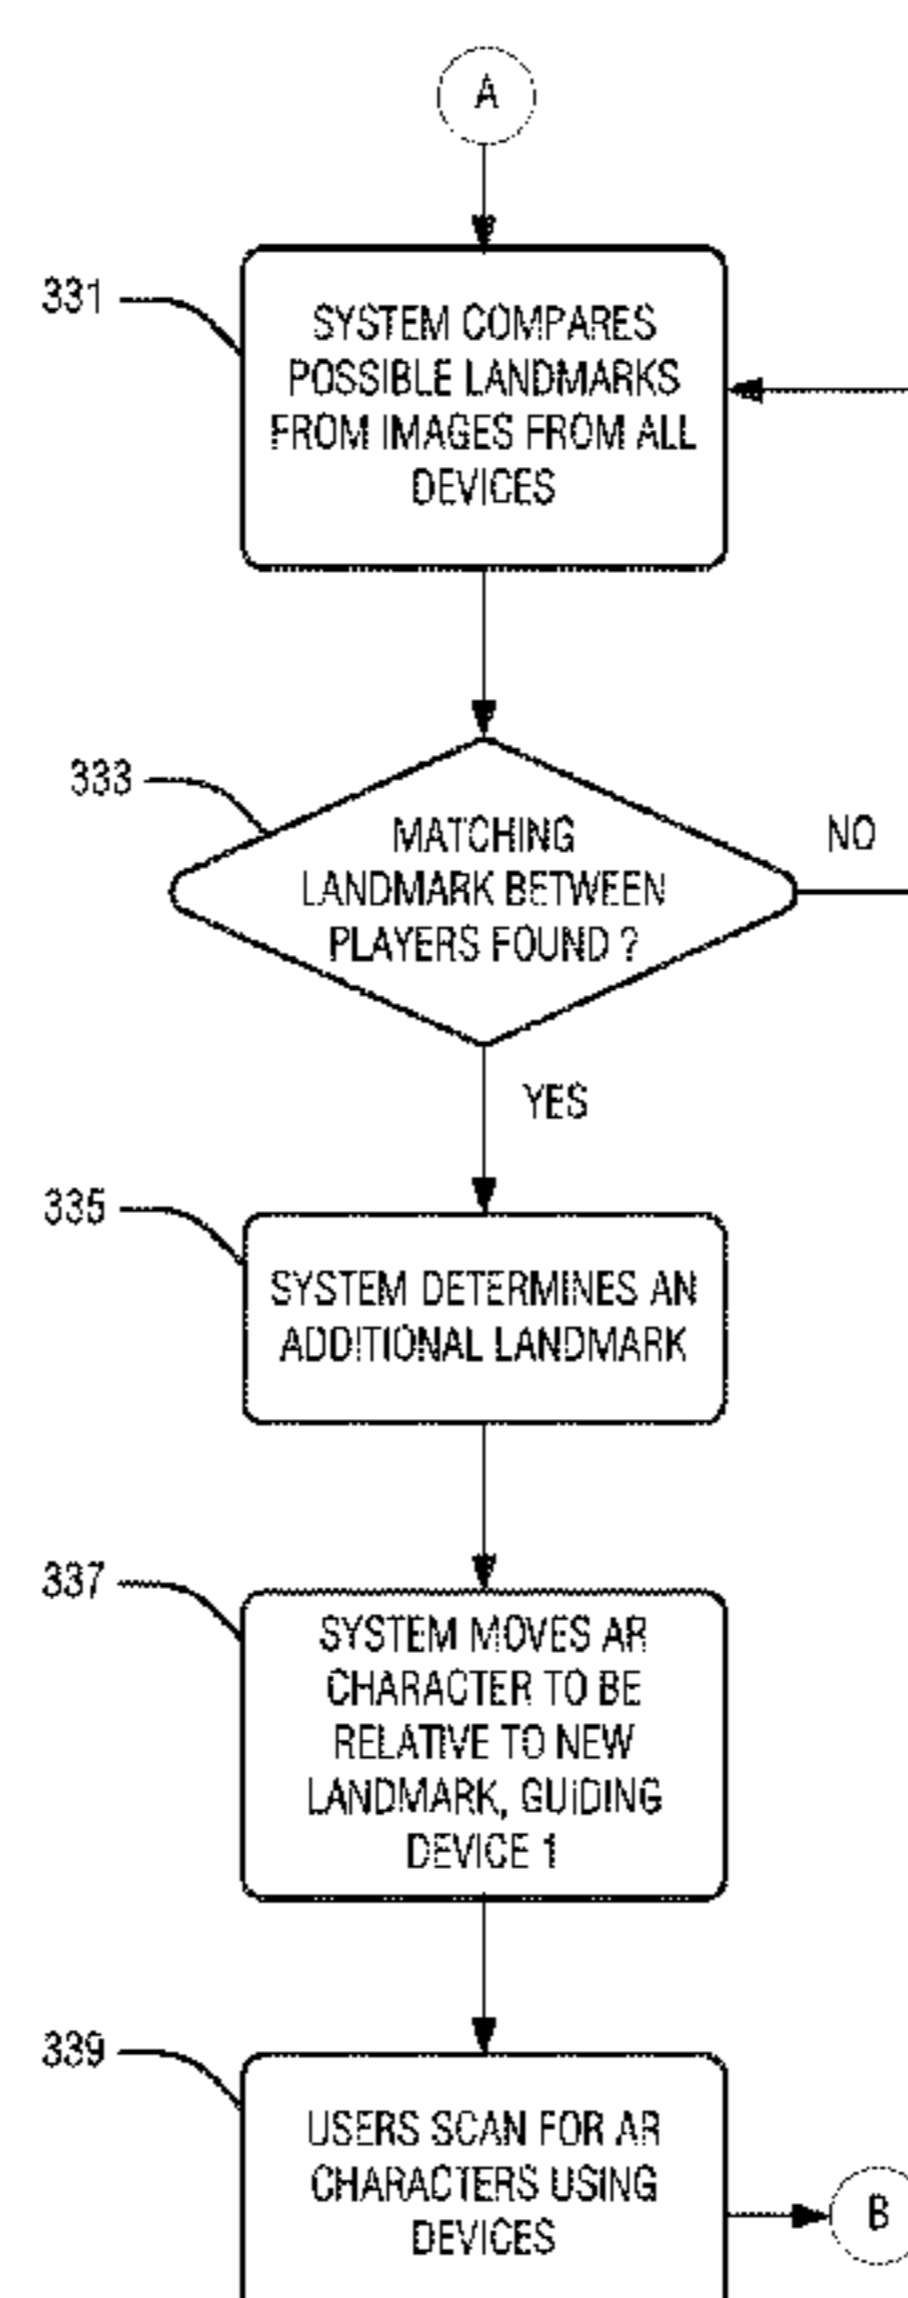 A
331
SYSTEM COMPARES
POSSIBLE LANDMARKS
FROM IMAGES FROM ALL
DEVICES
333
MATCHING
LANDMARK BETWEEN
PLAYERS FOUND ?
NO
YES
335
SYSTEM DETERMINES AN
ADDITIONAL LANDMARK
337
SYSTEM MOVES AR
CHARACTER TO BE
RELATIVE TO NEW
LANDMARK, GUIDING
DEVICE 1
339
USERS SCAN FOR AR
CHARACTERS USING
DEVICES
B